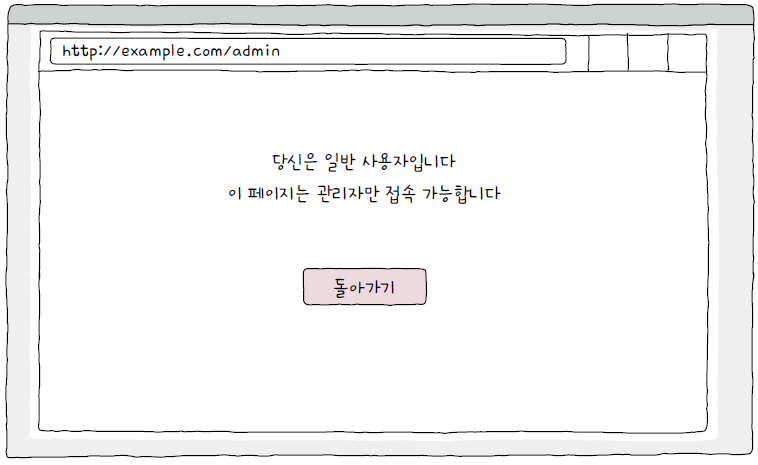 http://example.com/admin
당신은 일반 사용자입니다
이 페이지는 관리자만 접속 가능합니다
돌아가기